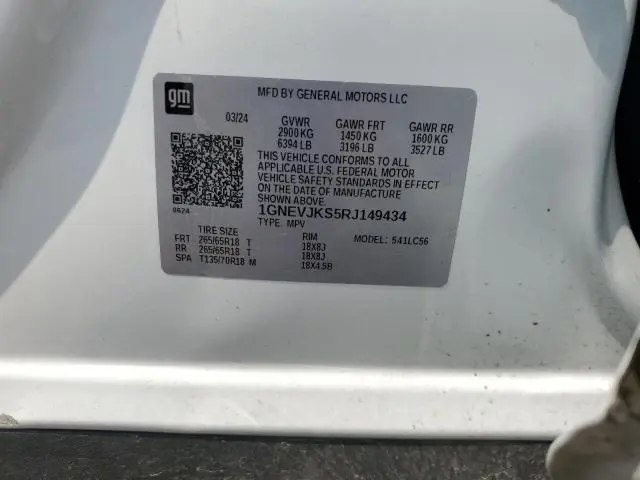 gm
MFD BY GENERAL MOTORS LLC
03/24 GVWR GAWR FRT GAWR RR
2900 KG 1450 KG 1600 KG
6394 LB 3196 LB 3527 LB
THIS VEHICLE CONFORMS TO ALL
APPLICABLE U.S. FEDERAL MOTOR
VEHICLE SAFETY STANDARDS IN EFFECT
ON THE DATE OF MANUFACTURE
SHOWN ABOVE.
0624 1GNEVJKS5RJ149434
TYPE: MPV
TIRE SIZE RIM MODEL: 541LC56
FRT 265/65R18 T 18X8J
RR 265/65R18 T 18X8J
SPA T135/70R18 M 18X4.5B